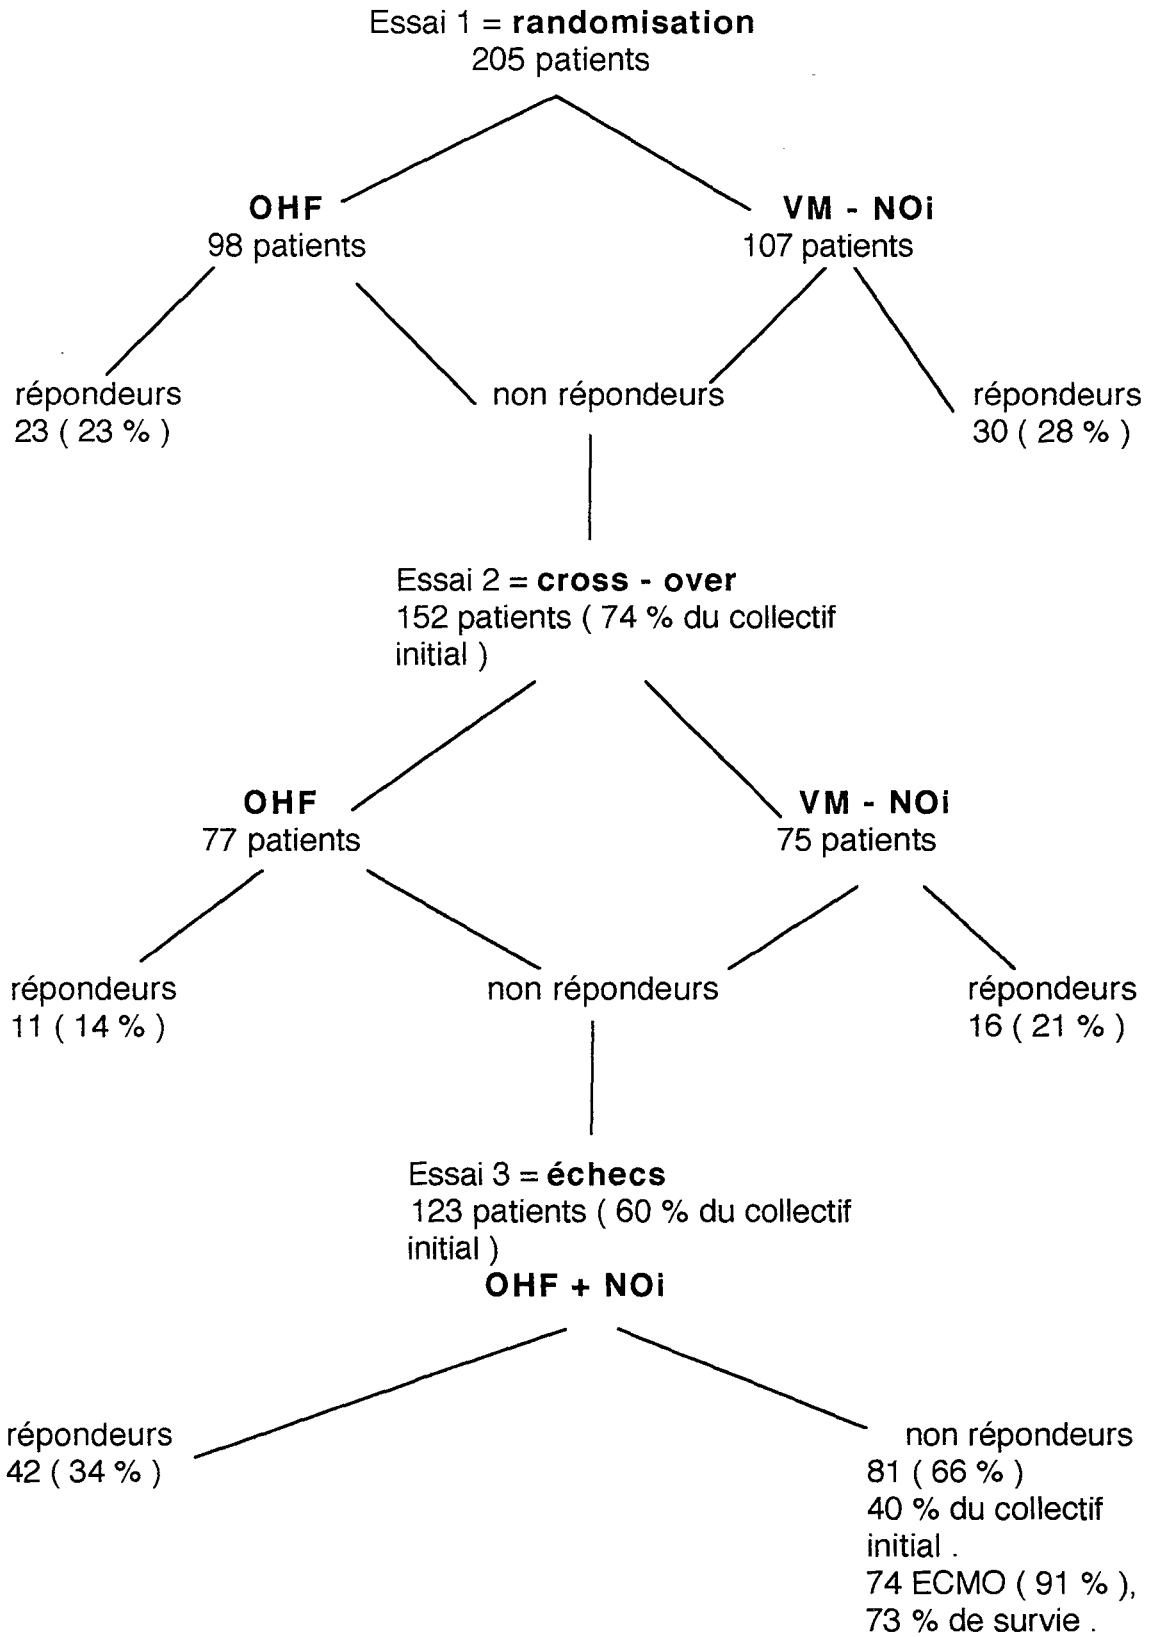 Essai 1 = randomisation
205 patients
OHF
98 patients
VM - NOi
107 patients
répondeurs
23 ( 23 % )
non répondeurs
répondeurs
30 ( 28 % )
Essai 2 = cross - over
152 patients ( 74 % du collectif
initial )
OHF
77 patients
VM - NOi
75 patients
répondeurs
11 ( 14 % )
non répondeurs
répondeurs
16 ( 21 % )
Essai 3 = échecs
123 patients ( 60 % du collectif
initial )
OHF + NOi
répondeurs
42 ( 34 % )
non répondeurs
81 ( 66 % )
40 % du collectif
initial .
74 ECMO ( 91 % ),
73 % de survie .